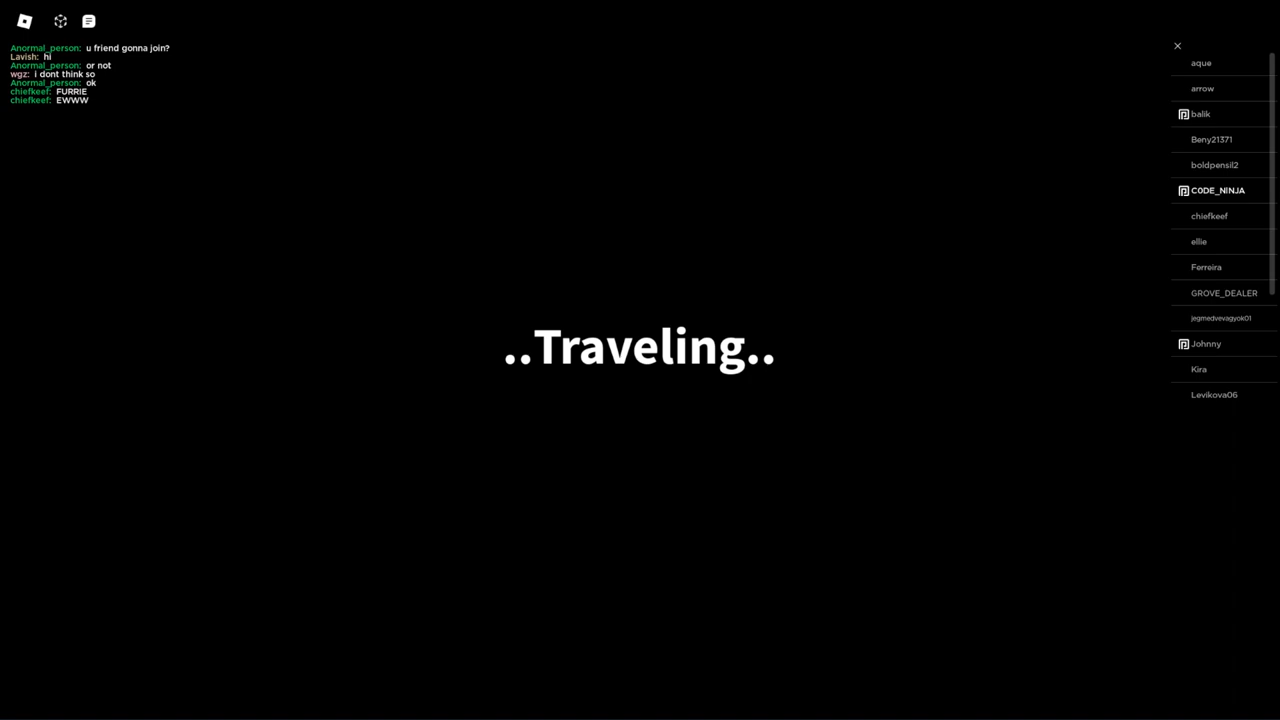 Anormal_person: u friend gonna join?
Lavish: hi
Anormal_person: or not
wgz: i dont think so
Anormal_person: ok
chiefkeef: FURRIE
chiefkeef: EWWW
aque
arrow
balik
Beny21371
boldpensil2
C0DE_NINJA
chiefkeef
ellie
Ferreira
GROVE_DEALER
jegmedvevagyok01
Johnny
Kira
Levikova06
..Traveling..